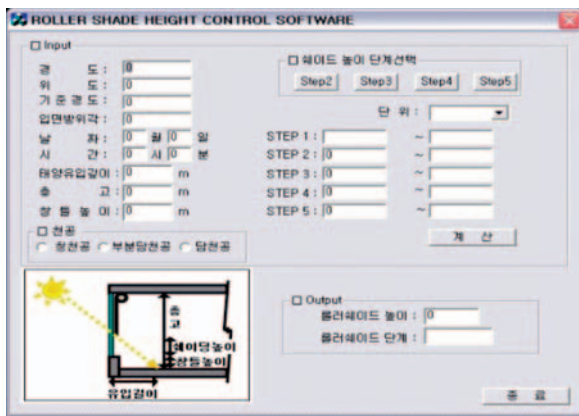 ROLLER SHADE HEIGHT CONTROL SOFTWARE
Input
경 도 : 0
위 도 : 0
기준경도 : 0
입면방위각 : 0
날 자 : 0 월 0 일
시 간 : 0 시 0 분
태양유입깊이 : 0 m
층 고 : 0 m
창틀높이 : 0 m
천공
청천공 부분담천공 담천공
쉐이드 높이 단계선택
Step2 Step3 Step4 Step5
단 위 :
STEP 1 : ~
STEP 2 : 0 ~
STEP 3 : 0 ~
STEP 4 : 0 ~
STEP 5 : 0 ~
계 산
층고
쉐이딩높이
창틀높이
유입깊이
Output
롤러쉐이드 높이 : 0
롤러쉐이드 단계 :
종 료